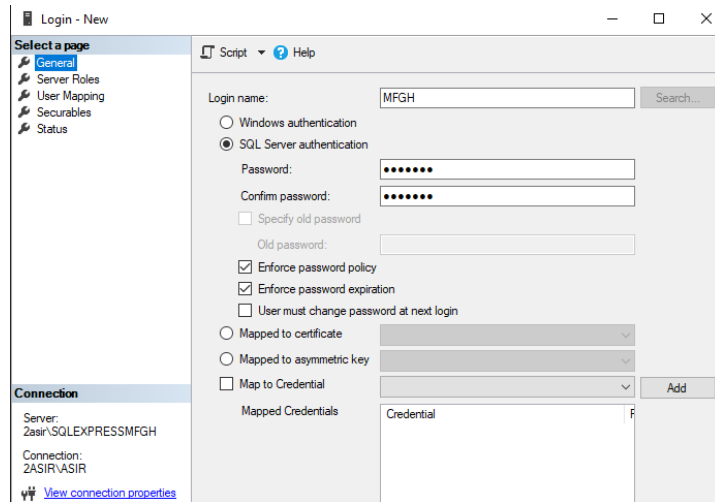 Login - New
Select a page
General
Server Roles
User Mapping
Securables
Status
Script
Help
Login name:
MFGH
Search...
Windows authentication
SQL Server authentication
Password:
•••••••
Confirm password:
•••••••
Specify old password
Old password:
Enforce password policy
Enforce password expiration
User must change password at next login
Mapped to certificate
Mapped to asymmetric key
Map to Credential
Add
Mapped Credentials
Credential
Connection
Server:
2asir\SQLEXPRESSMFGH
Connection:
2ASIR\ASIR
View connection properties